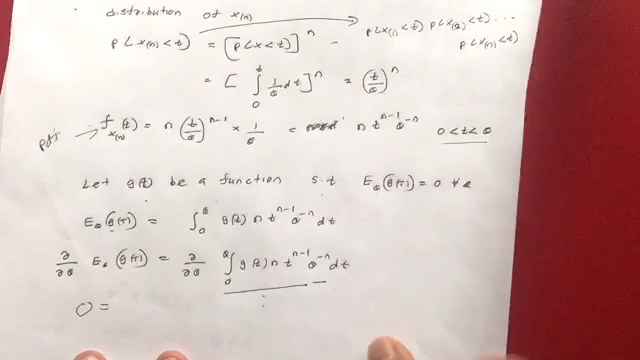 distribution of x(n)
P(x(n) < t) = [P(x < t)]^n – P(x(1) < t) P(x(2) < t) ...
P(x(n) < t)
= [∫_0^t 1/θ dt]^n = (t/θ)^n
pdf → f_x(n)(t) = n (t/θ)^{n-1} × 1/θ = n t^{n-1} θ^{-n} 0 < t < θ
Let g(t) be a function s.t E_θ(g(T)) = 0 ∀ θ
E_θ(g(T)) = ∫_0^θ g(t) n t^{n-1} θ^{-n} dt
∂/∂θ E_θ(g(T)) = ∂/∂θ ∫_0^θ g(t) n t^{n-1} θ^{-n} dt
0 =